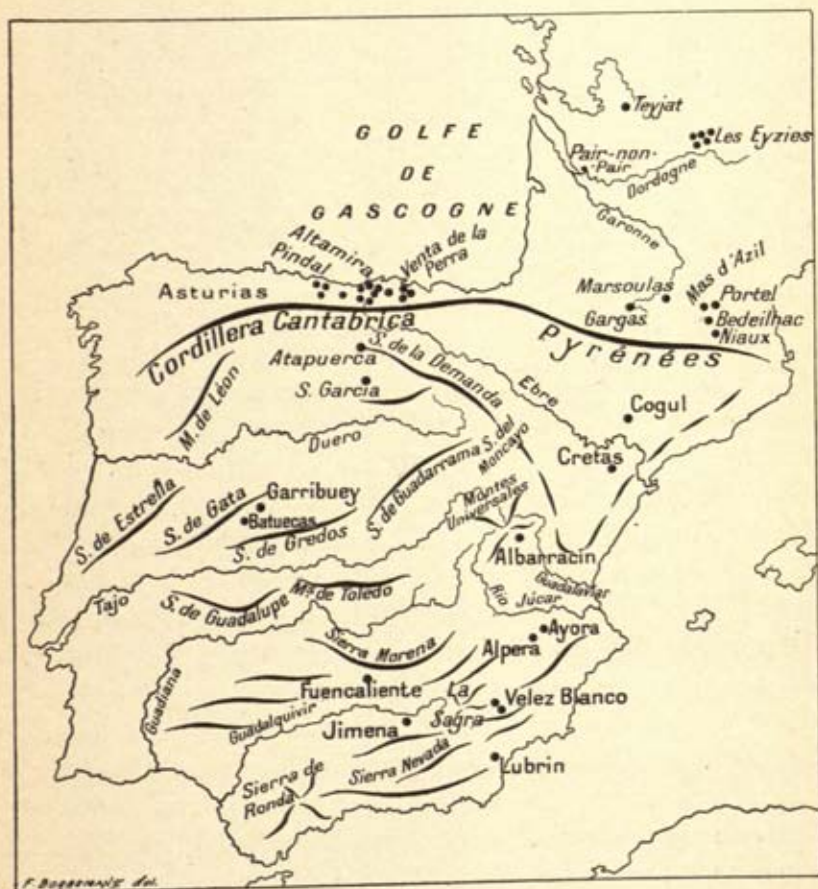 GOLFE
DE
GASCOGNE
Teyjat
Les Eyzies
Pair-non-
Pair
Dordogne
Garonne
Altamira
Pindal
Venta de la
Perra
Asturias
Marsoulas
Gargas
Mas d'Azil
Portel
Bedeilhac
Niaux
Cordillera Cantabrica
Pyrénées
Atapuerca
S. de la Demanda
S. Garcia
M. de Léon
Ebre
Cogul
Cretas
Duero
S. de Guadarrama
S. del
Moncayo
Montes
Universales
S. de Estrella
S. de Gata
Garribuey
Batuecas
S. de Gredos
Albarracin
Guadalaviar
Rio
Júcar
Tajo
S. de Guadalupe
Mts de Toledo
Ayora
Alpera
Sierra Morena
Fuencaliente
La
Sagra
Velez Blanco
Guadiana
Guadalquivir
Jimena
Lubrin
Sierra Nevada
Sierra de
Ronda
del.